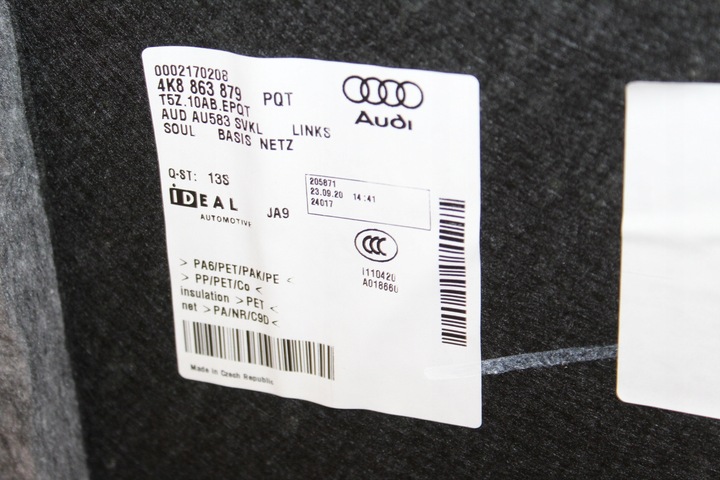 0002170208
4K8 863 879 PQT
T5Z.10AB.EPQT
AUD AU583 SVKL LINKS
SOUL BASIS NETZ
Audi
Q-ST: 13S
IDEAL
AUTOMOTIVE
JA9
205871
23.09.20 14:41
24017
CCC
I110420
A018660
> PA6/PET/PAK/PE <
> PP/PET/Co <
insulation > PET <
net > PA/NR/C9D <
Made in Czech Republic